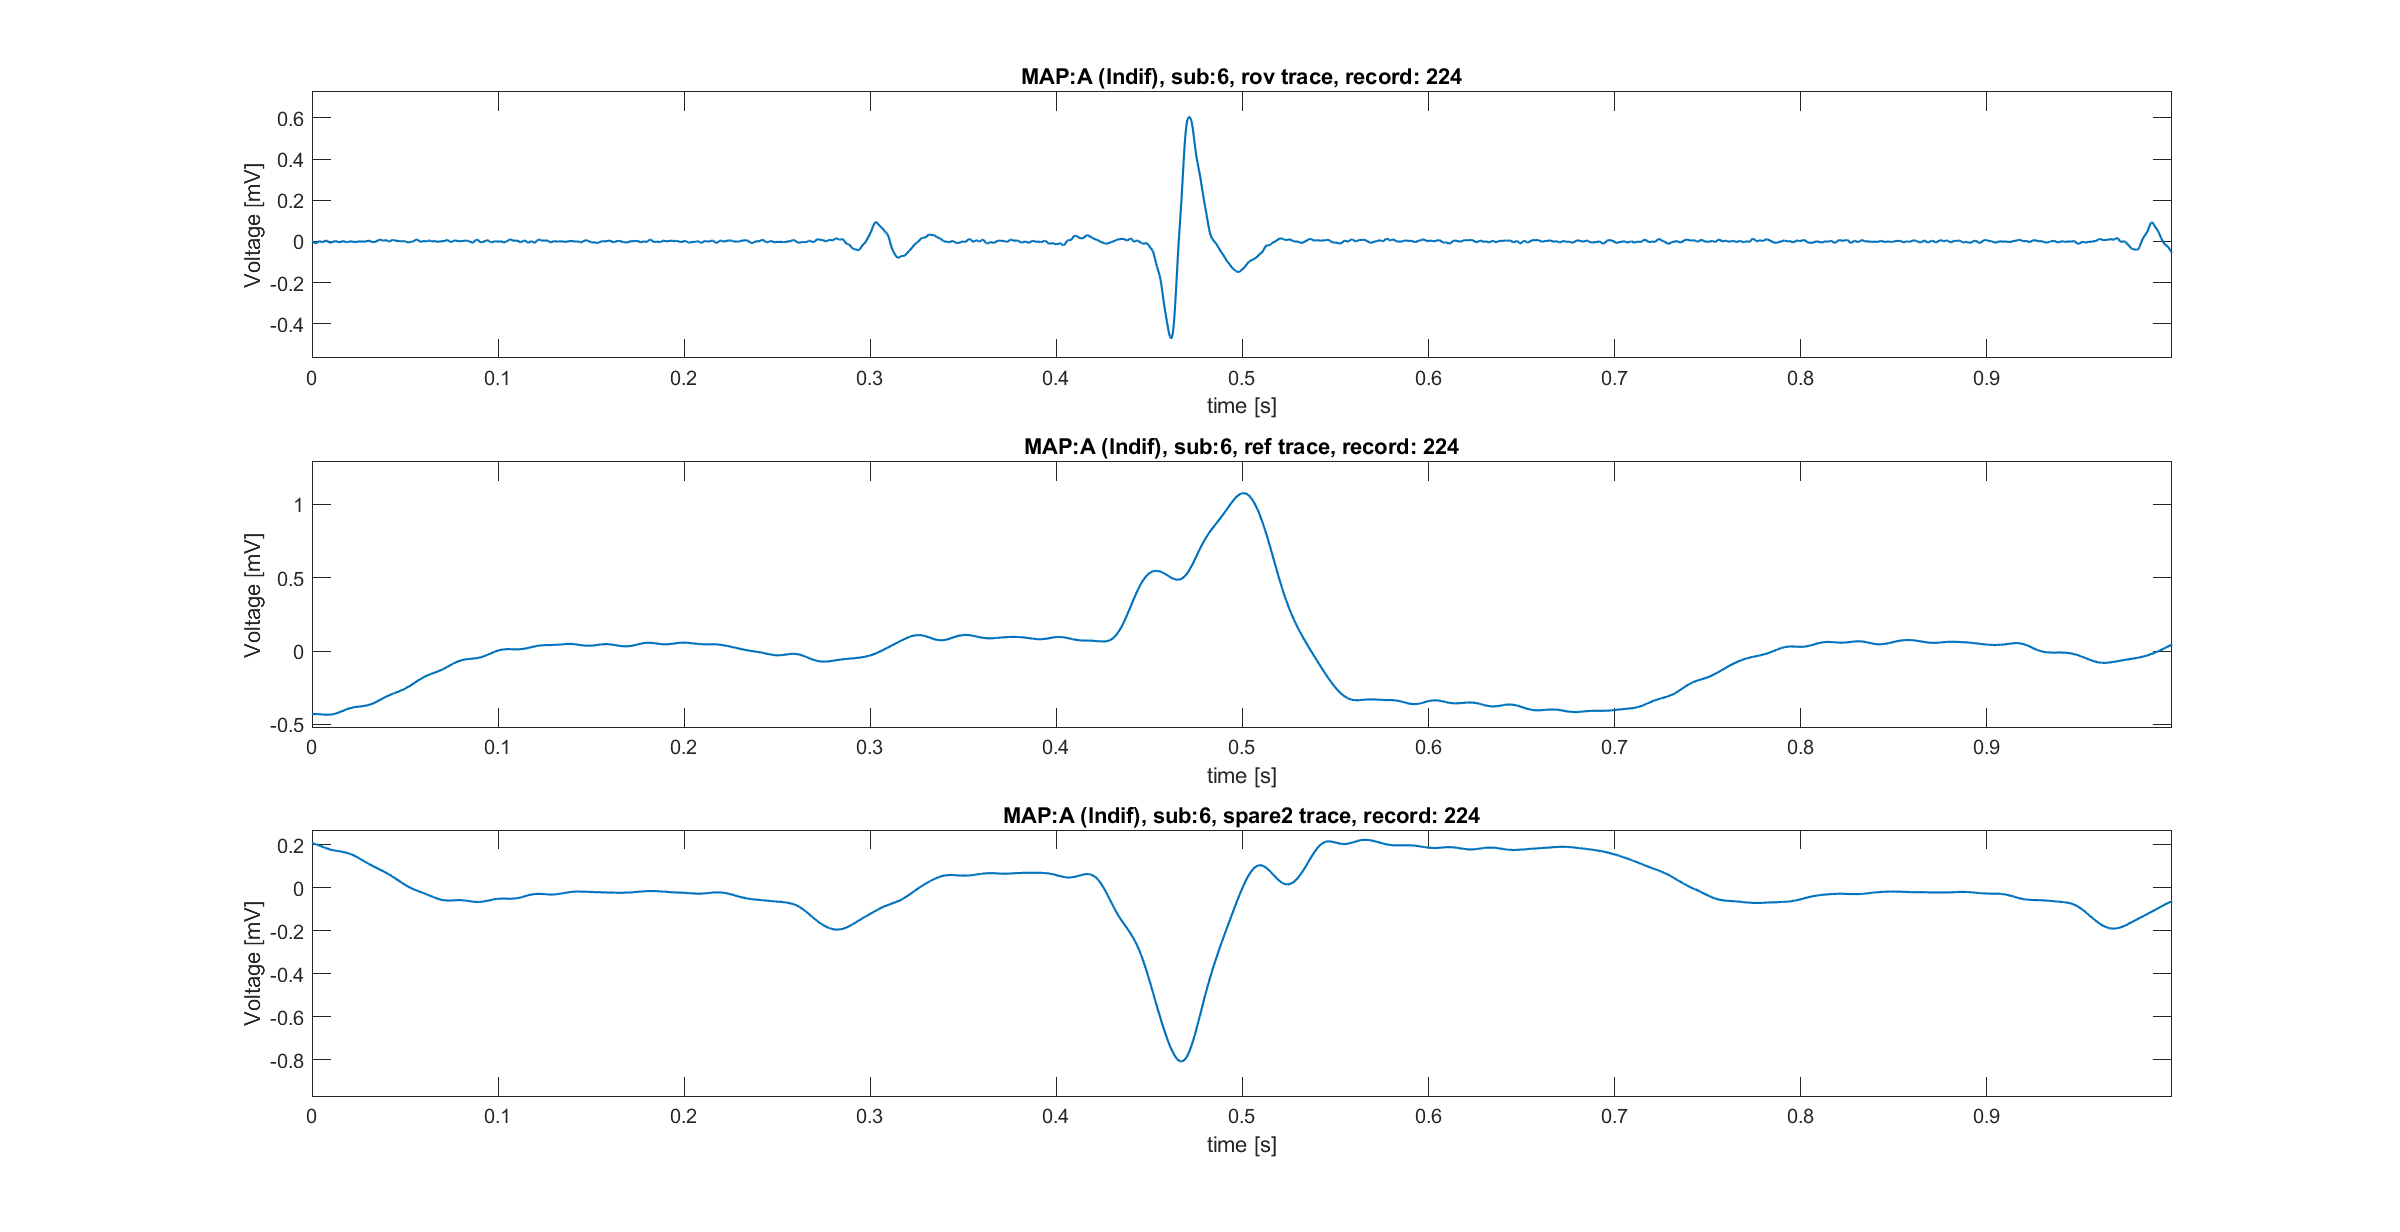 MAP:A (Indif), sub:6, rov trace, record: 224
0.6
0.4
0.2
0
-0.2
-0.4
Voltage [mV]
0 0.1 0.2 0.3 0.4 0.5 0.6 0.7 0.8 0.9
time [s]
MAP:A (Indif), sub:6, ref trace, record: 224
1
0.5
0
-0.5
Voltage [mV]
0 0.1 0.2 0.3 0.4 0.5 0.6 0.7 0.8 0.9
time [s]
MAP:A (Indif), sub:6, spare2 trace, record: 224
0.2
0
-0.2
-0.4
-0.6
-0.8
Voltage [mV]
0 0.1 0.2 0.3 0.4 0.5 0.6 0.7 0.8 0.9
time [s]